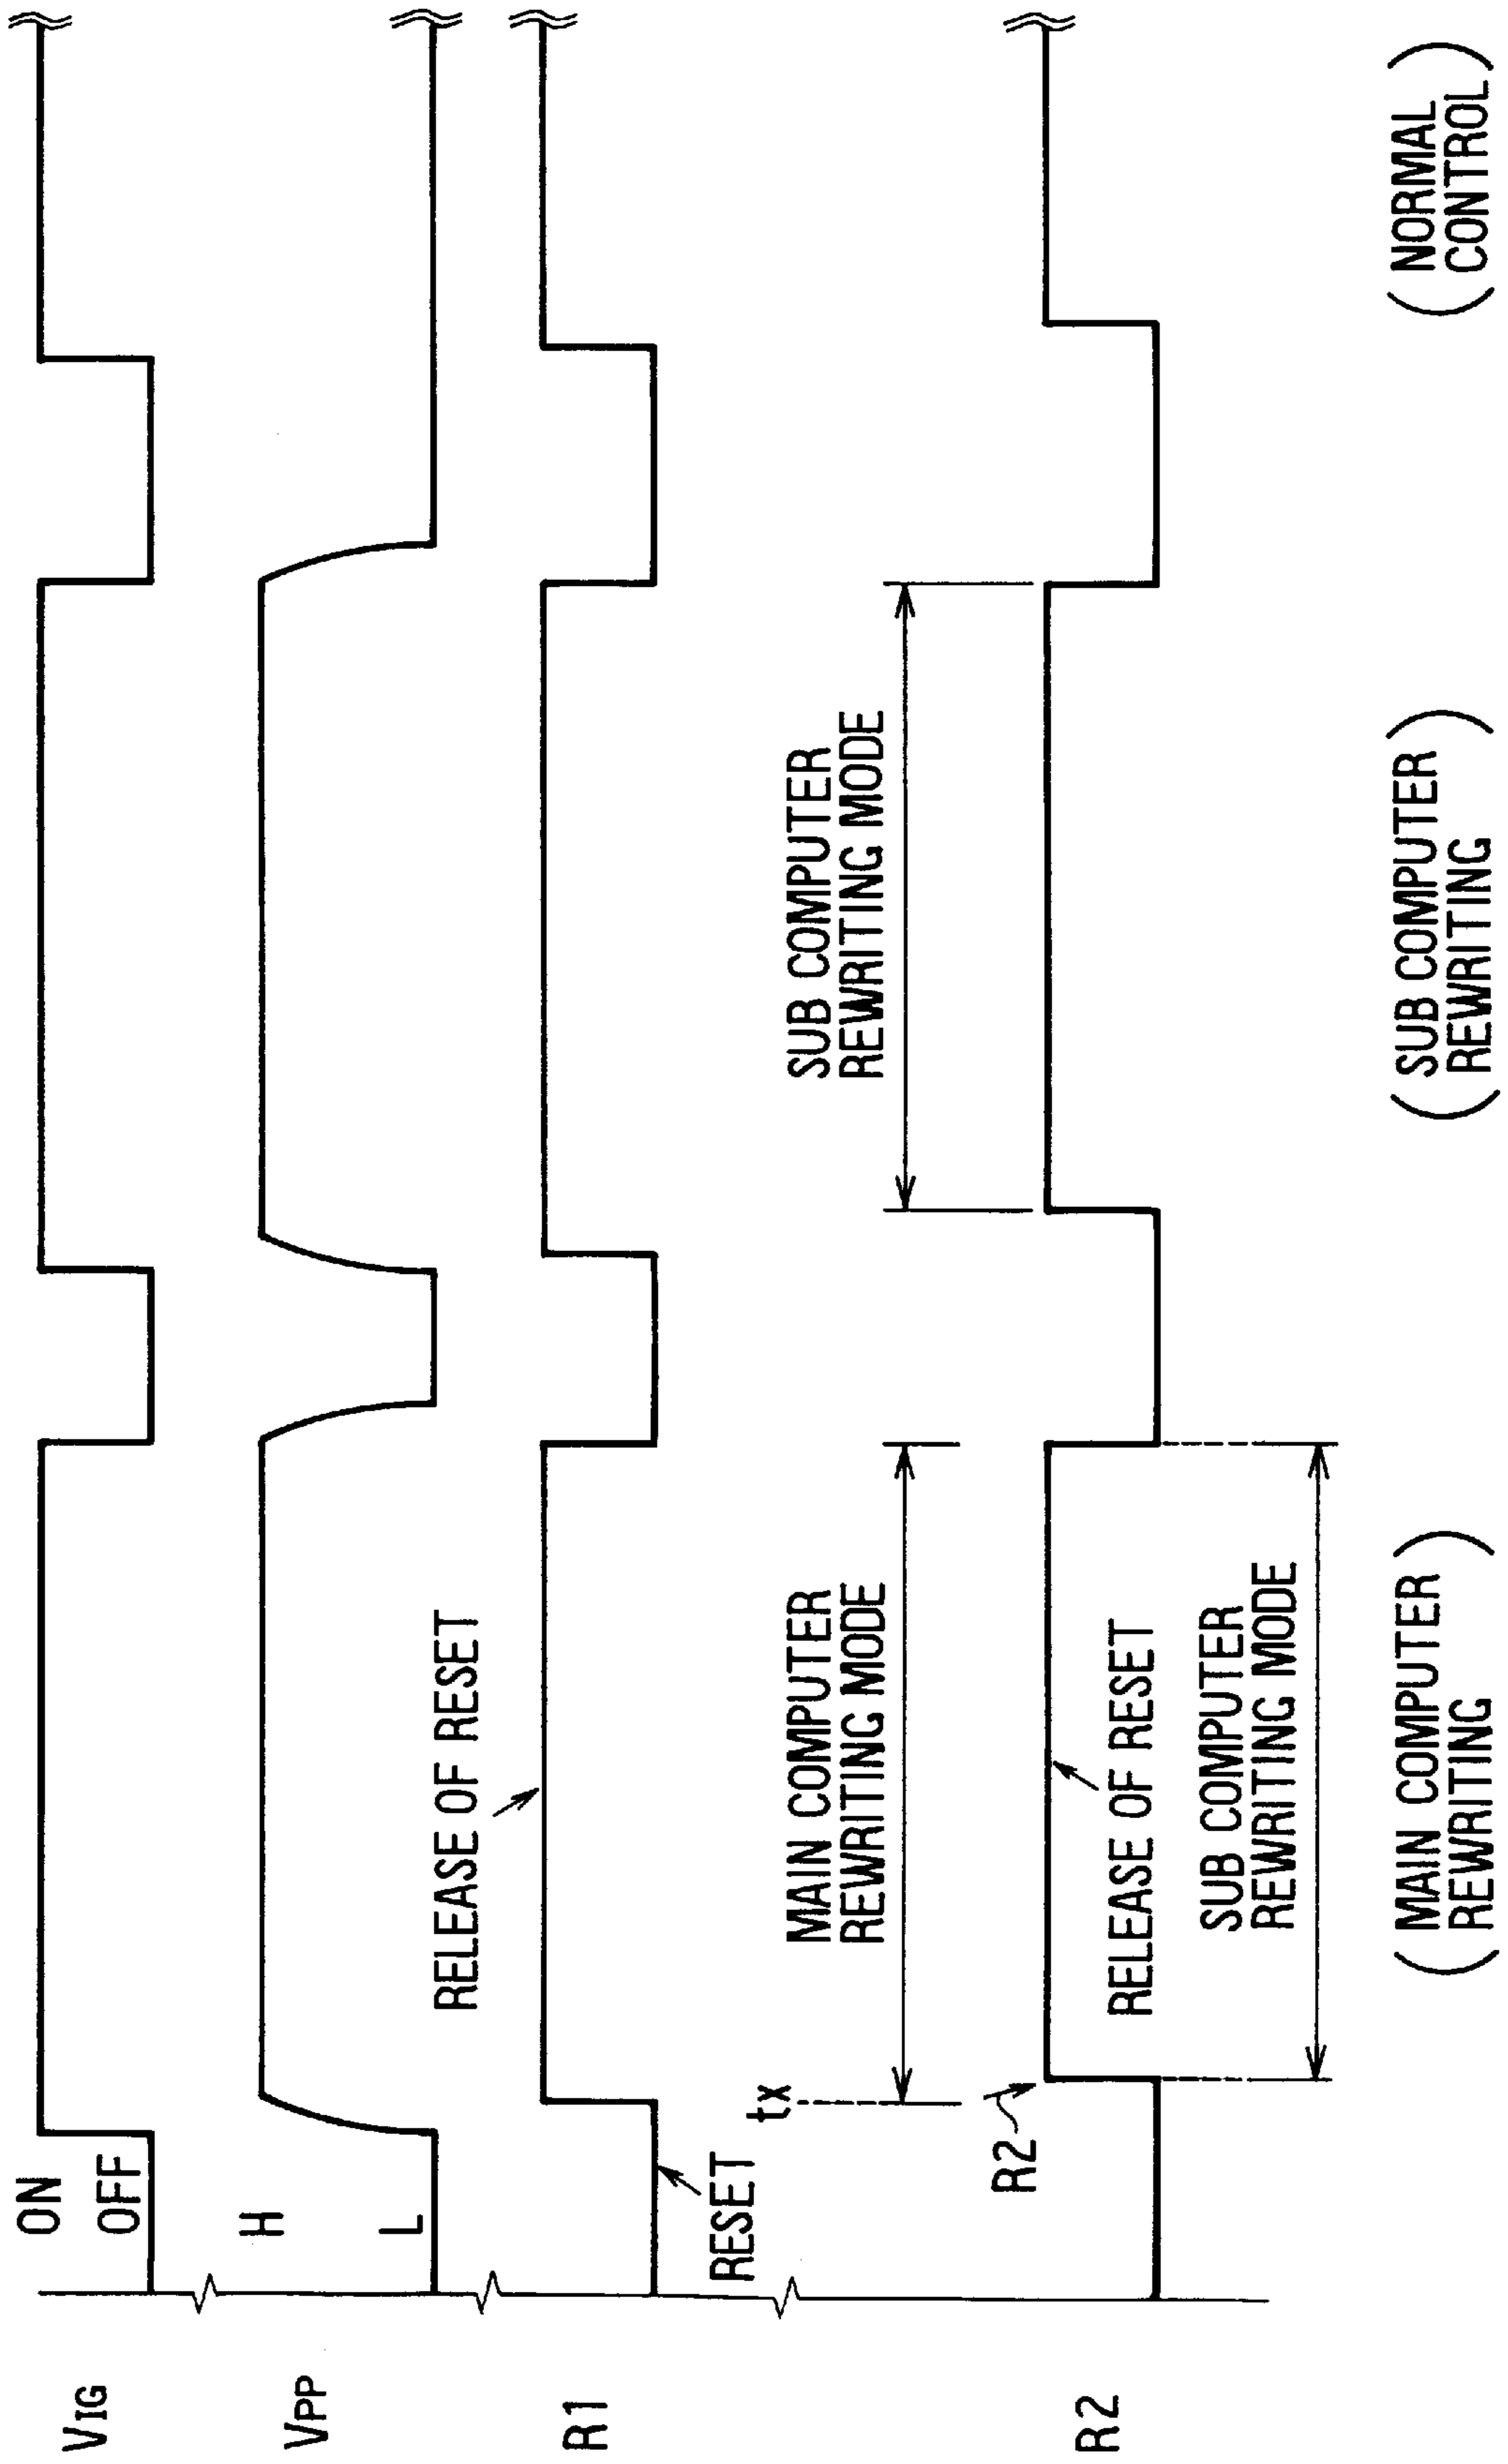 VIG
ON
OFF
VPP
H
L
R1
RELEASE OF RESET
RESET
tx
MAIN COMPUTER
REWRITING MODE
SUB COMPUTER
REWRITING MODE
R2
R2
RELEASE OF RESET
SUB COMPUTER
REWRITING MODE
(MAIN COMPUTER
REWRITING)
(SUB COMPUTER
REWRITING)
(NORMAL
CONTROL)